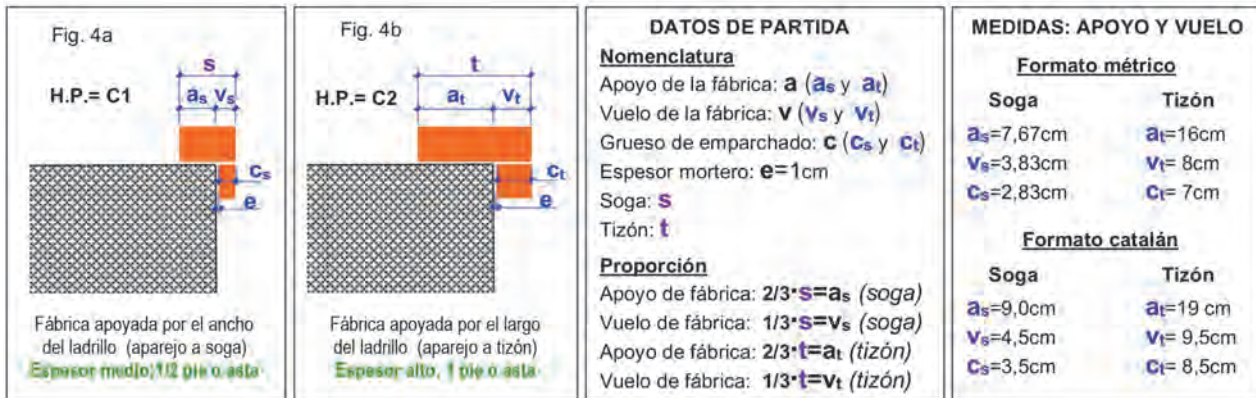 Fig. 4a
s
H.P.= C1
as vs
cs
e
Fábrica apoyada por el ancho
del ladrillo (aparejo a soga)
Espesor medio,1/2 pie o asta
Fig. 4b
t
H.P.= C2
at vt
ct
e
Fábrica apoyada por el largo
del ladrillo (aparejo a tizón)
Espesor alto, 1 pie o asta
DATOS DE PARTIDA
Nomenclatura
Apoyo de la fábrica: a (as y at)
Vuelo de la fábrica: v (vs y vt)
Grueso de emparchado: c (cs y ct)
Espesor mortero: e=1cm
Soga: s
Tizón: t
Proporción
Apoyo de fábrica: 2/3·s=as (soga)
Vuelo de fábrica: 1/3·s=vs (soga)
Apoyo de fábrica: 2/3·t=at (tizón)
Vuelo de fábrica: 1/3·t=vt (tizón)
MEDIDAS: APOYO Y VUELO
Formato métrico
Soga Tizón
as=7,67cm at=16cm
vs=3,83cm vt= 8cm
cs=2,83cm ct= 7cm
Formato catalán
Soga Tizón
as=9,0cm at=19 cm
vs=4,5cm vt= 9,5cm
cs=3,5cm ct= 8,5cm